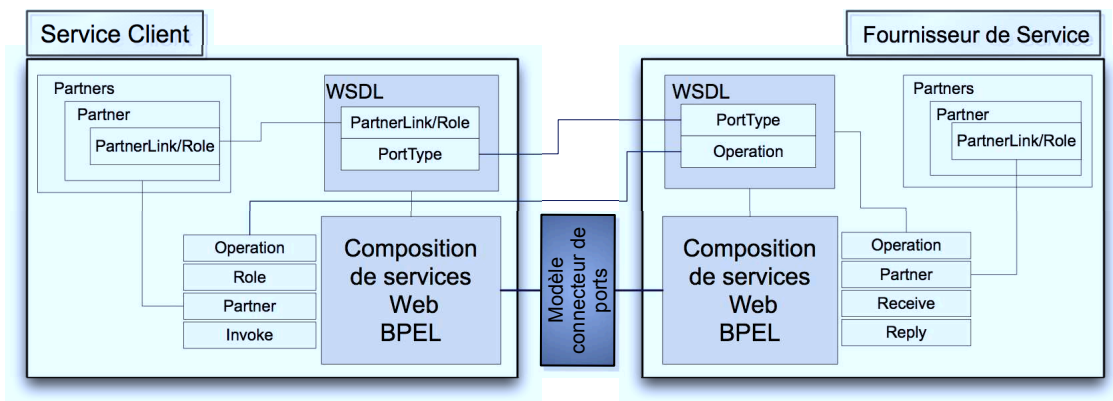 Service Client
Partners
Partner
PartnerLink/Role
WSDL
PartnerLink/Role
PortType
Operation
Role
Partner
Invoke
Composition
de services
Web
BPEL
Modèle
connecteur de
ports
Fournisseur de Service
WSDL
PortType
Operation
Partners
Partner
PartnerLink/Role
Composition
de services
Web
BPEL
Operation
Partner
Receive
Reply